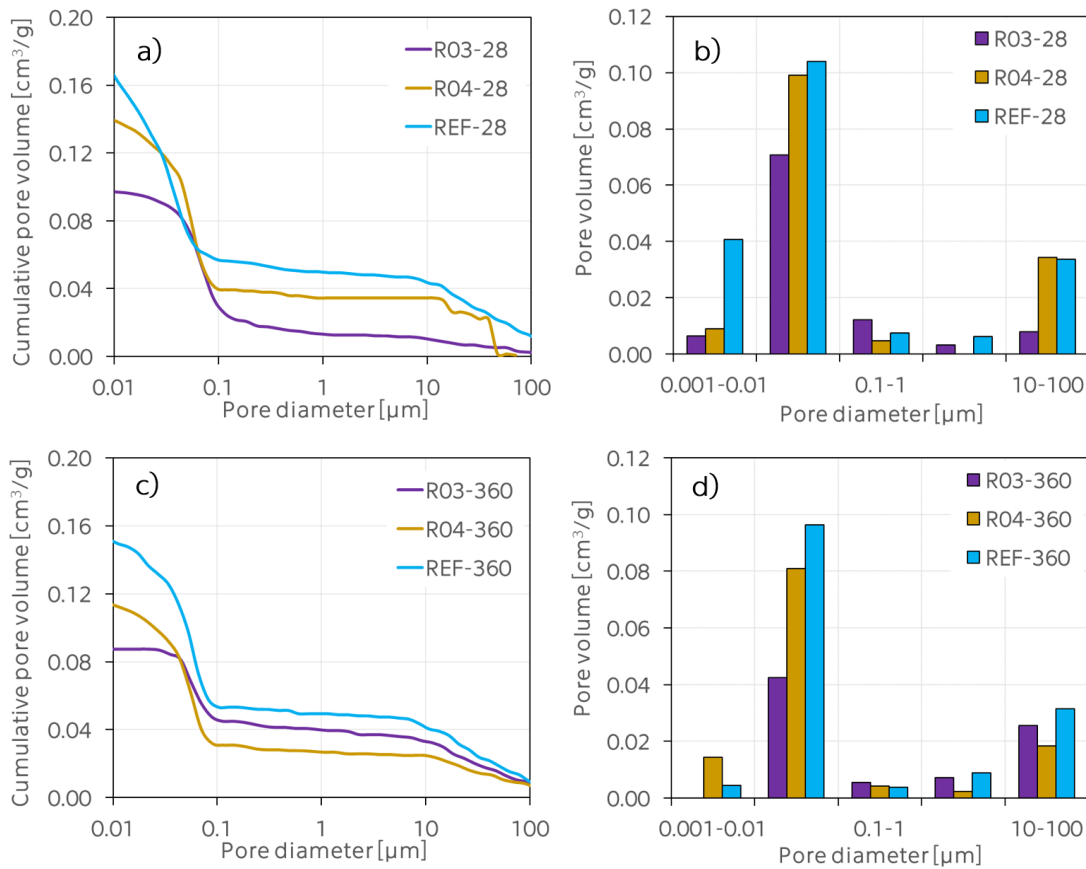 a)
Cumulative pore volume [cm³/g]
0.20
0.16
0.12
0.08
0.04
0.00
R03-28
R04-28
REF-28
0.01 0.1 1 10 100
Pore diameter [μm]
b)
Pore volume [cm³/g]
0.12
0.10
0.08
0.06
0.04
0.02
0.00
R03-28
R04-28
REF-28
0.001-0.01 0.1-1 10-100
Pore diameter [μm]
c)
Cumulative pore volume [cm³/g]
0.20
0.16
0.12
0.08
0.04
0.00
R03-360
R04-360
REF-360
0.01 0.1 1 10 100
Pore diameter [μm]
d)
Pore volume [cm³/g]
0.12
0.10
0.08
0.06
0.04
0.02
0.00
R03-360
R04-360
REF-360
0.001-0.01 0.1-1 10-100
Pore diameter [μm]